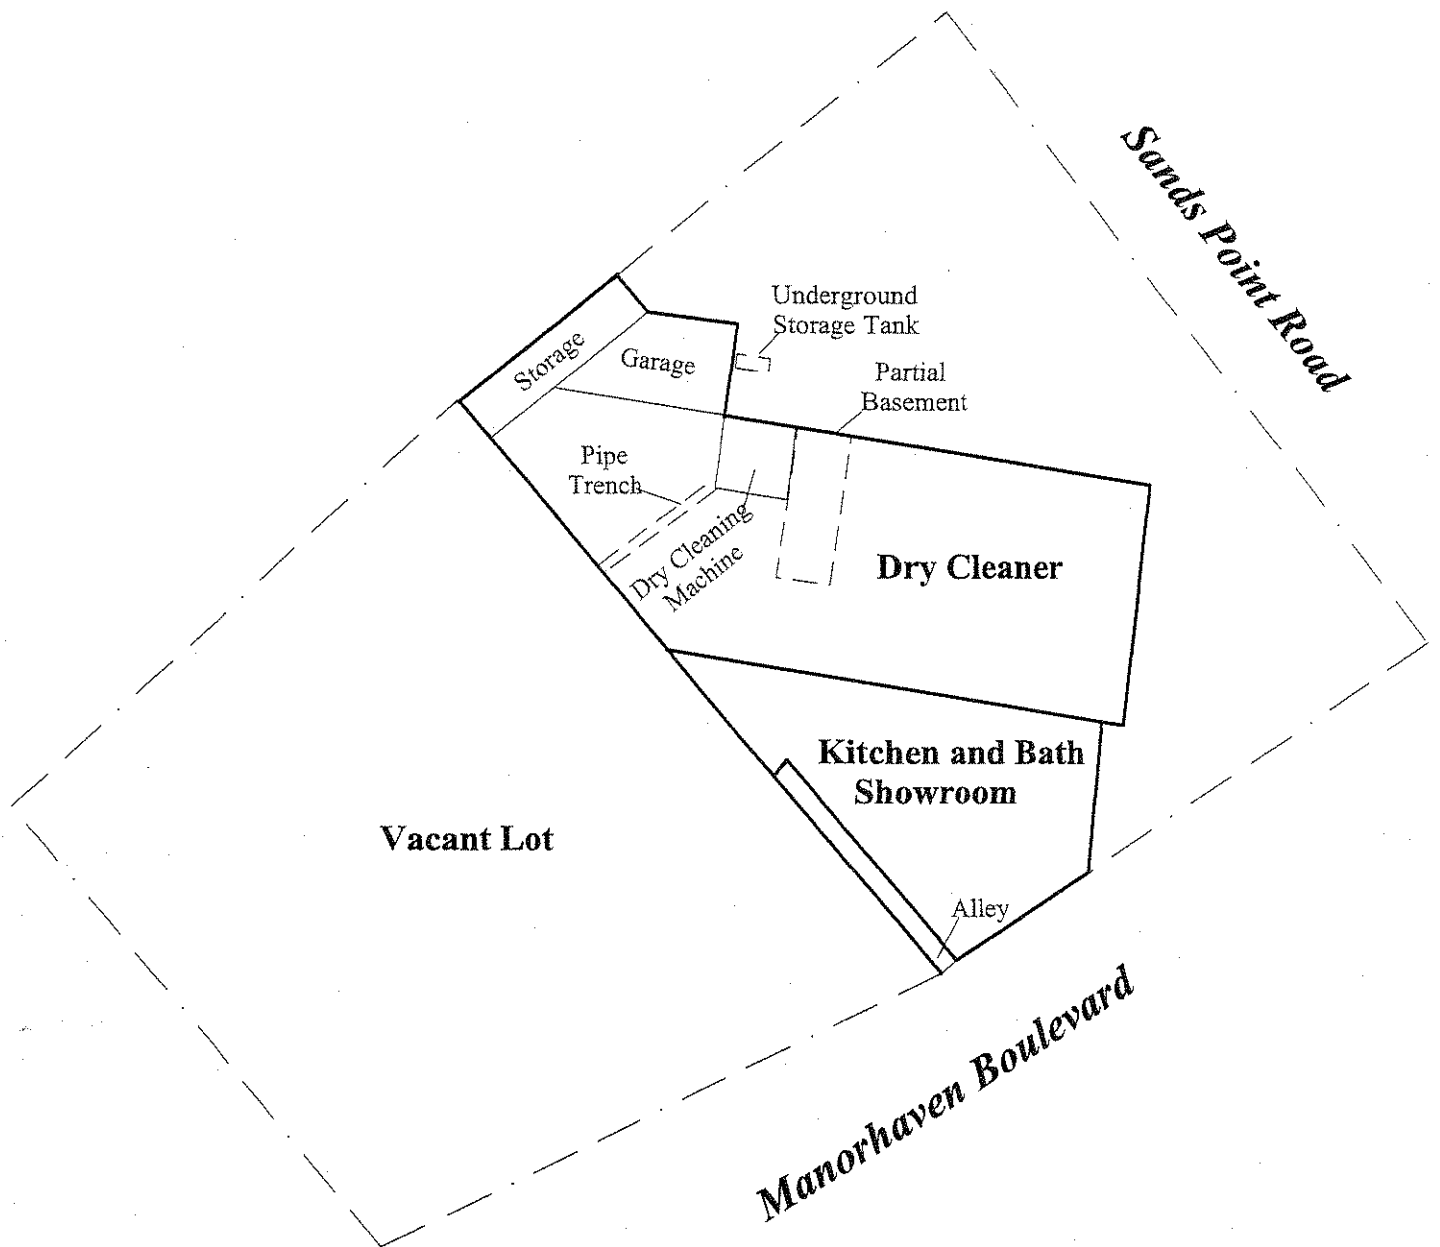 Sands Point Road
Underground
Storage Tank
Storage
Garage
Partial
Basement
Pipe
Trench
Dry Cleaning
Machine
Dry Cleaner
Kitchen and Bath
Showroom
Vacant Lot
Alley
Manorhaven Boulevard